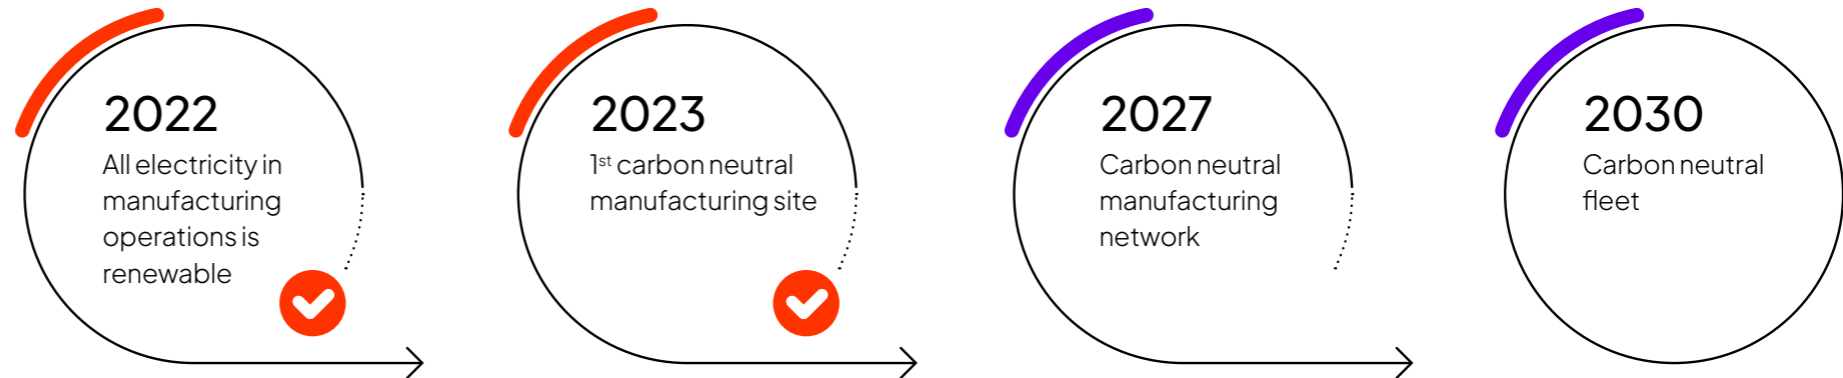 2022
All electricity in
manufacturing
operations is
renewable
2023
1st carbon neutral
manufacturing site
2027
Carbon neutral
manufacturing
network
2030
Carbon neutral
fleet